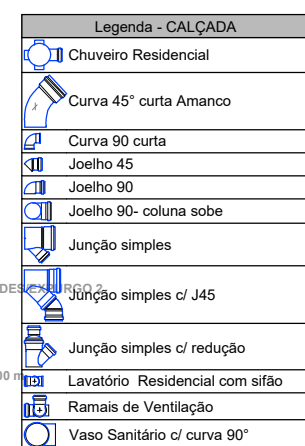 Legenda - CALÇADA
Chuveiro Residencial
Curva 45° curta Amanco
Curva 90 curta
Joelho 45
Joelho 90
Joelho 90- coluna sobe
Junção simples
Junção simples c/ J45
Junção simples c/ redução
Lavatório  Residencial com sifão
Ramais de Ventilação
Vaso Sanitário c/ curva 90°